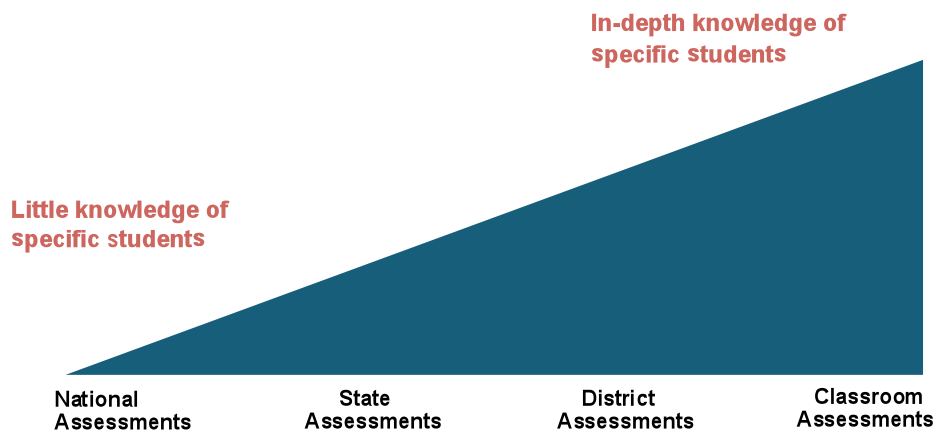 In-depth knowledge of
specific students
Little knowledge of
specific students
National
Assessments
State
Assessments
District
Assessments
Classroom
Assessments